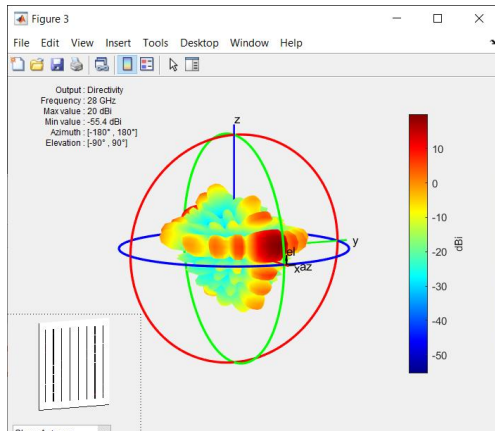 Figure 3
File Edit View Insert Tools Desktop Window Help
Output : Directivity
Frequency : 28 GHz
Max value : 20 dBi
Min value : -55.4 dBi
Azimuth : [-180° , 180°]
Elevation : [-90° , 90°]
z
y
el
x az
10
0
-10
-20
-30
-40
-50
dBi